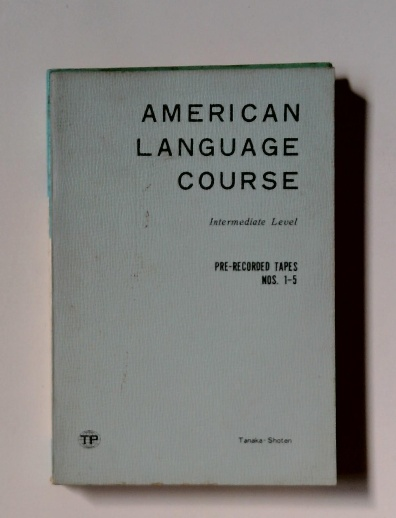 AMERICAN
LANGUAGE
COURSE
Intermediate Level
PRE-RECORDED TAPES
NOS. 1-5
TP
Tanaka-Shoten